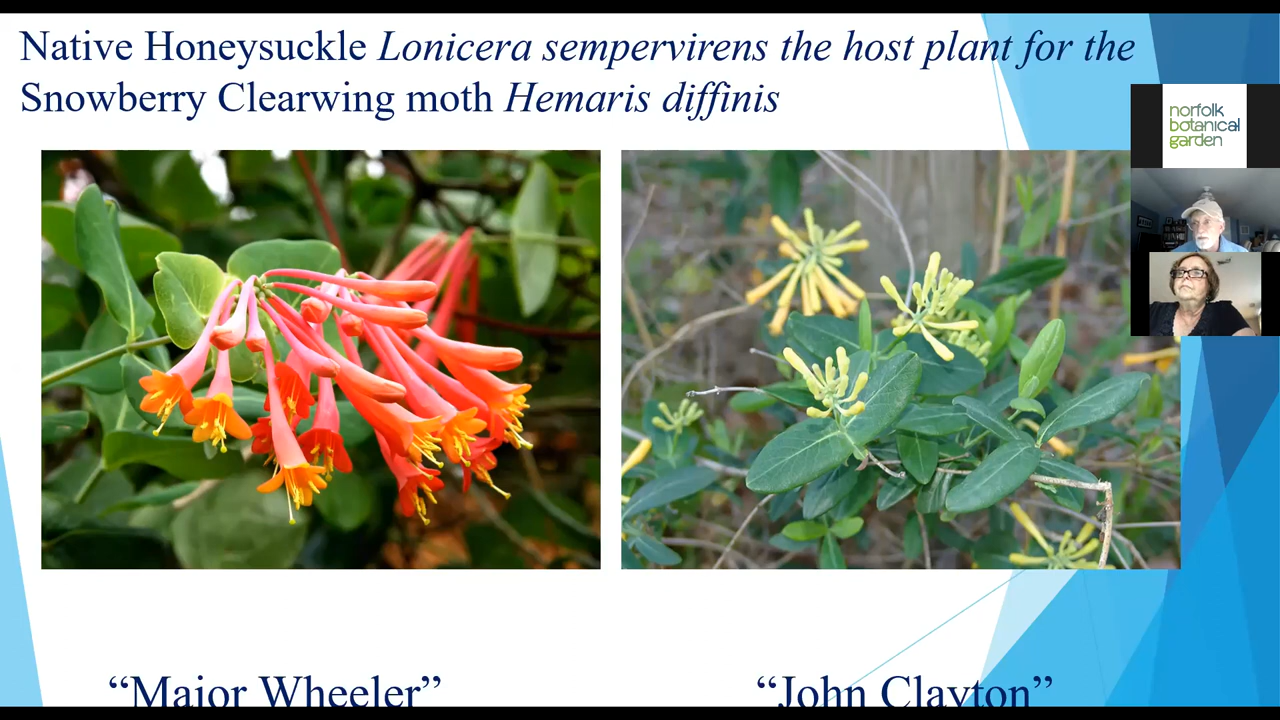 Native Honeysuckle Lonicera sempervirens the host plant for the
Snowberry Clearwing moth Hemaris diffinis
norfolk
botanical
garden
“Major Wheeler”
“John Clayton”